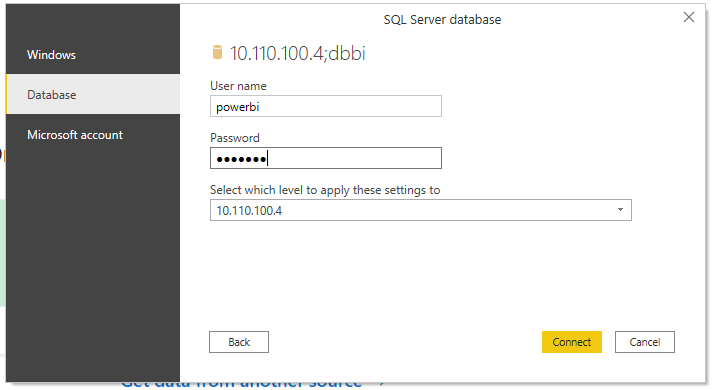 SQL Server database
Windows
Database
Microsoft account
10.110.100.4;dbbi
User name
powerbi
Password
●●●●●●●
Select which level to apply these settings to
10.110.100.4
Back
Connect
Cancel
Get data from another source